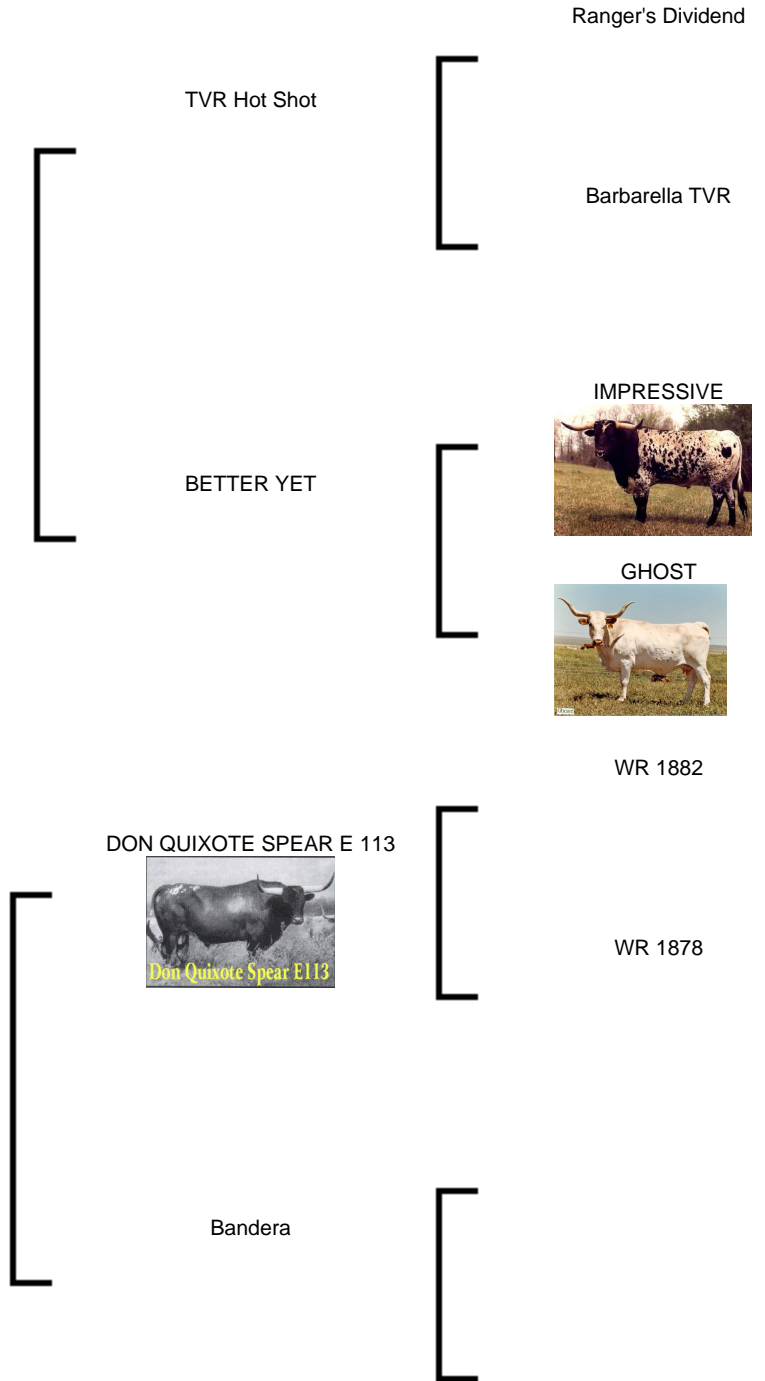 Ranger's Dividend
TVR Hot Shot
Barbarella TVR
IMPRESSIVE
BETTER YET
GHOST
Ghost
WR 1882
DON QUIXOTE SPEAR E 113
Don Quixote Spear E113
WR 1878
Bandera